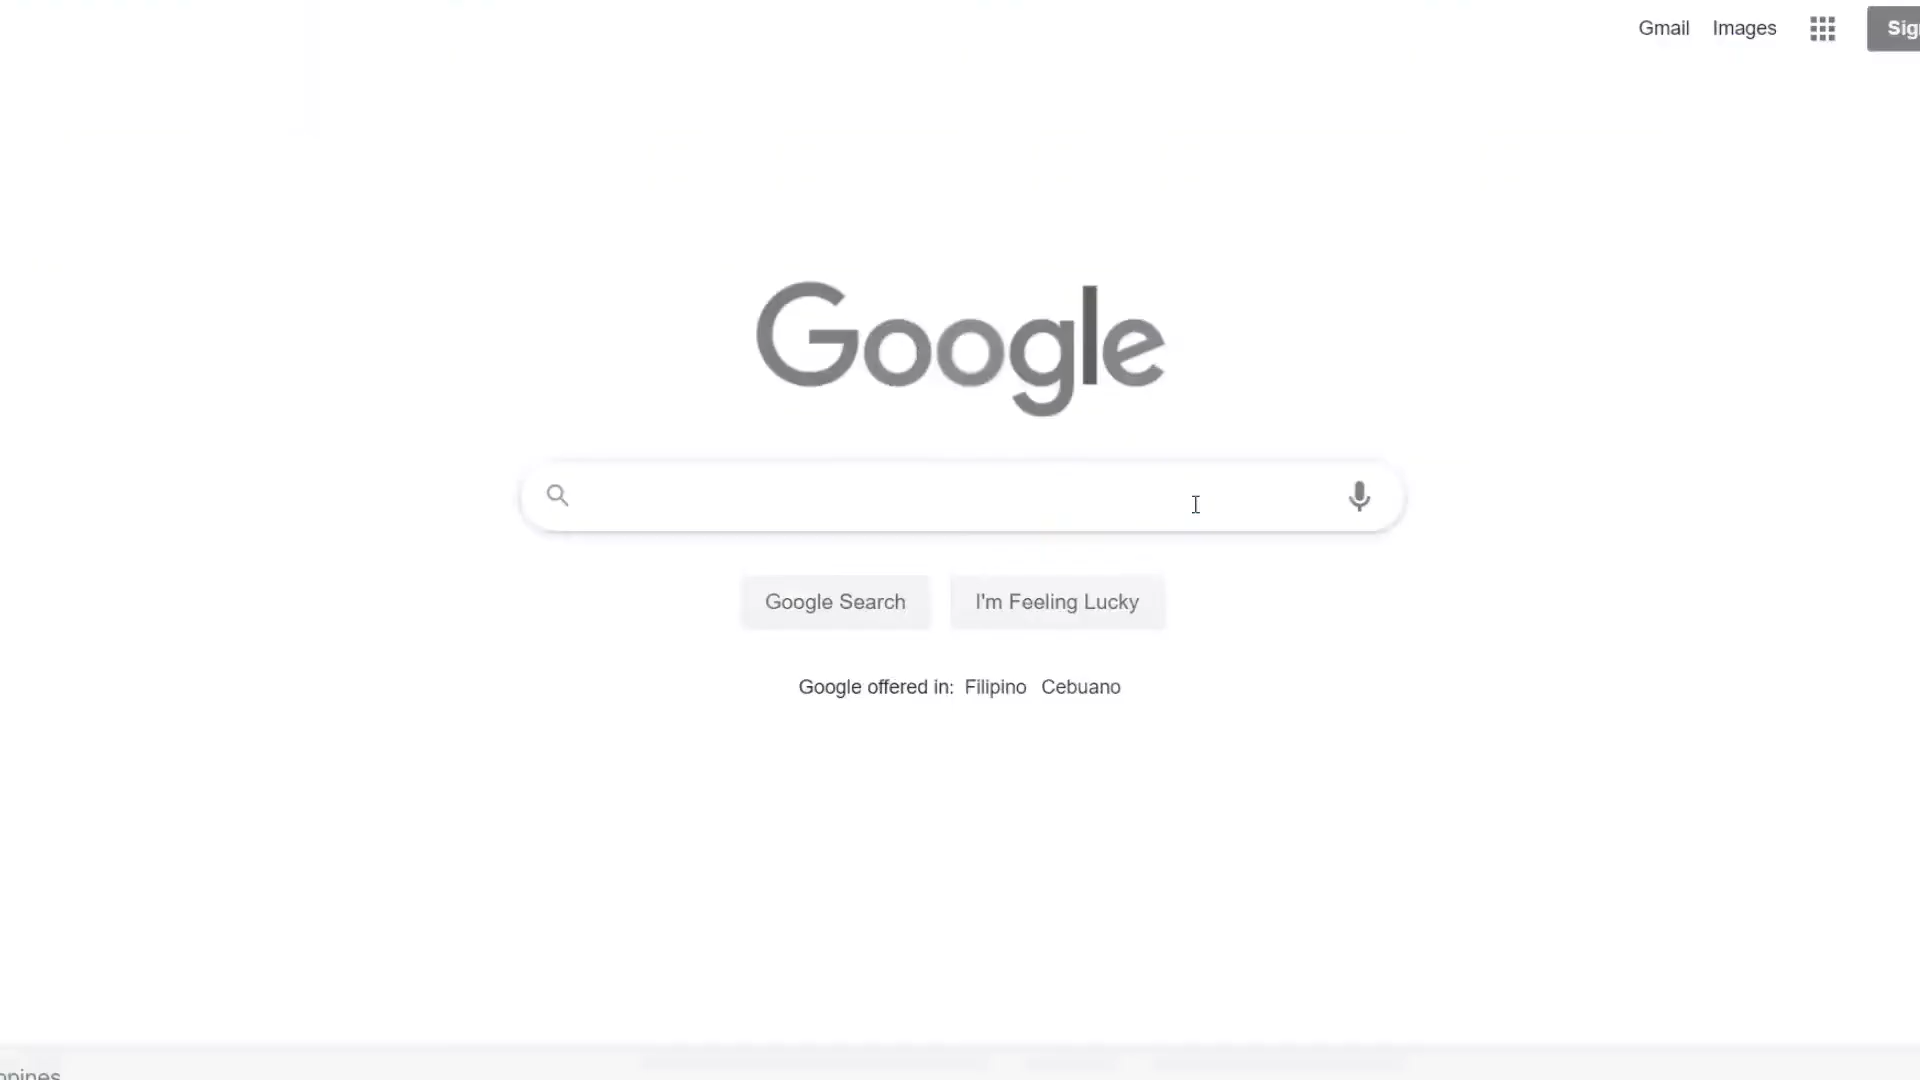 Gmail Images
Google
Google Search I'm Feeling Lucky
Google offered in: Filipino Cebuano